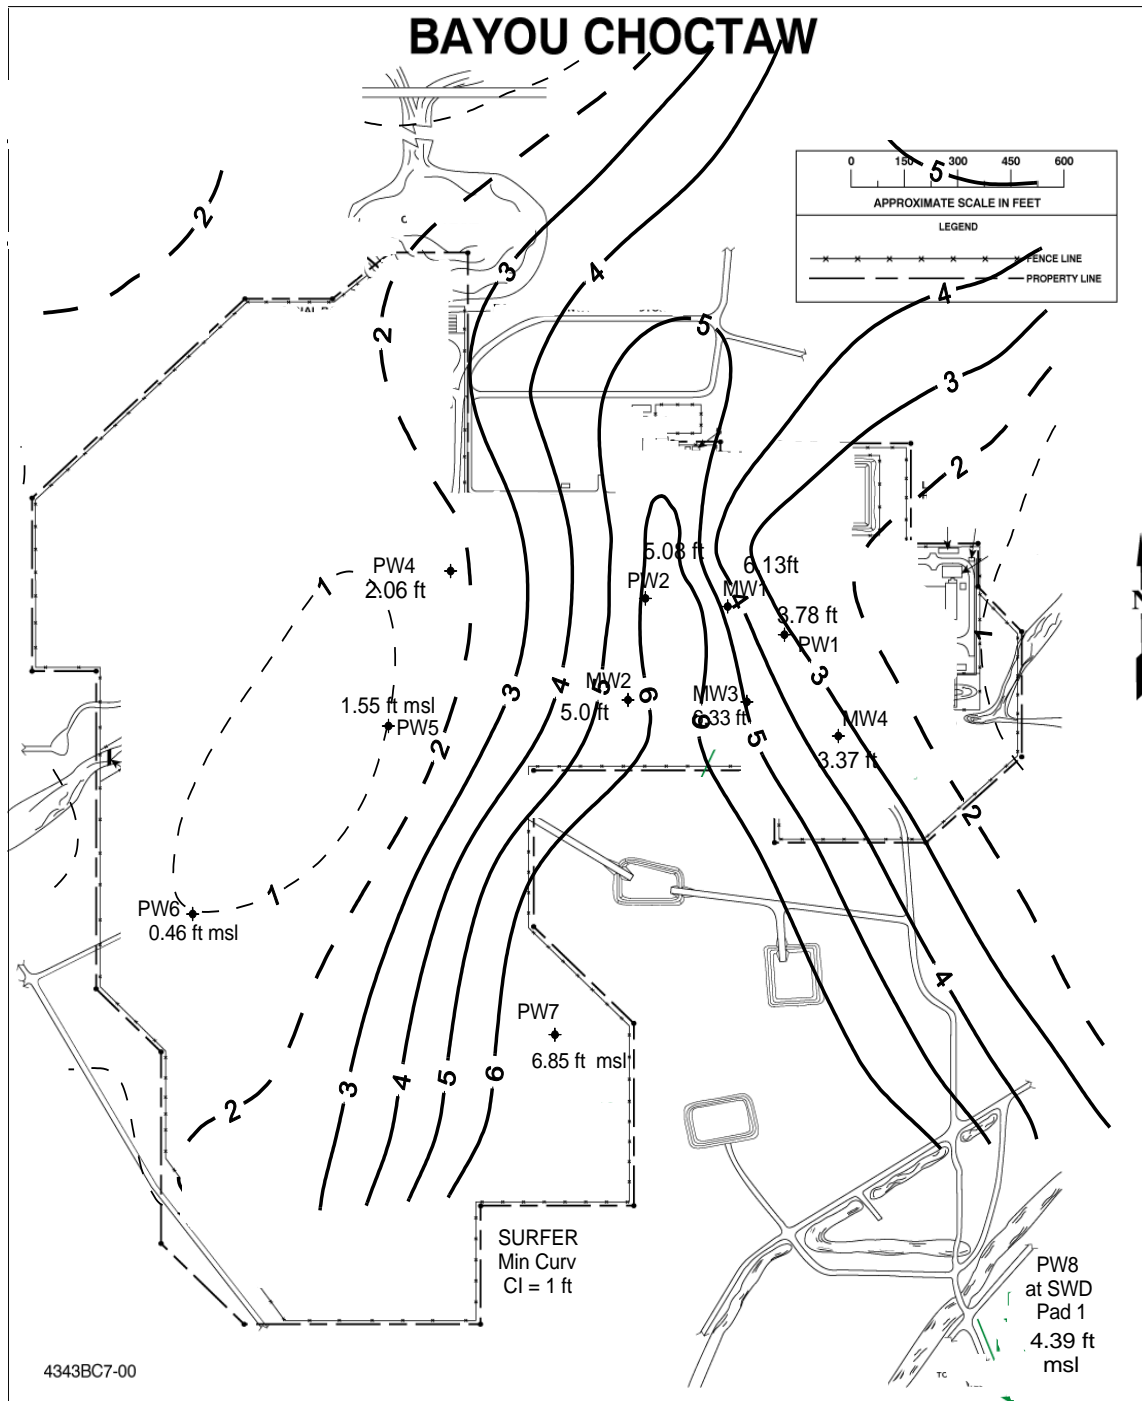 BAYOU CHOCTAW
0 150 300 450 600
5
APPROXIMATE SCALE IN FEET
LEGEND
FENCE LINE
PROPERTY LINE
2
C
3
4
4
2
5
3
2
5.08 ft
6.13ft
PW4
2.06 ft
1
PW2
MW1
4
3.78 ft
PW1
1
3
MW2
5.0 ft
3
4
5
6
MW3
6.33 ft
6
1.55 ft msl
PW5
2
5
MW4
3.37 ft
2
1
PW6
0.46 ft msl
4
PW7
6.85 ft msl
2
3
4
5
6
N
SURFER
Min Curv
CI = 1 ft
PW8
at SWD
Pad 1
4.39 ft
msl
4343BC7-00
TC